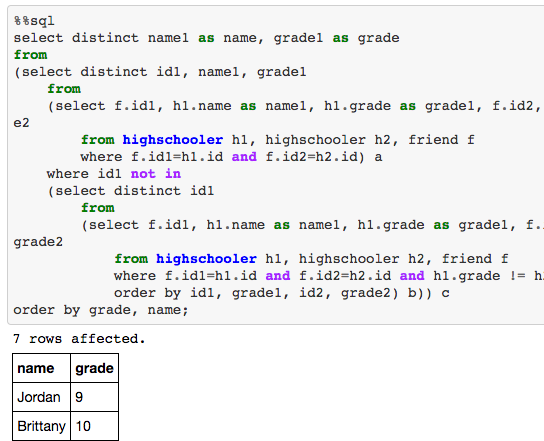 %%sql
select distinct name1 as name, grade1 as grade
from
(select distinct id1, name1, grade1
from
(select f.id1, h1.name as name1, h1.grade as grade1, f.id2,
e2
from highschooler h1, highschooler h2, friend f
where f.id1=h1.id and f.id2=h2.id) a
where id1 not in
(select distinct id1
from
(select f.id1, h1.name as name1, h1.grade as grade1, f.
grade2
from highschooler h1, highschooler h2, friend f
where f.id1=h1.id and f.id2=h2.id and h1.grade != h
order by id1, grade1, id2, grade2) b)) c
order by grade, name;
7 rows affected.
name grade
Jordan 9
Brittany 10